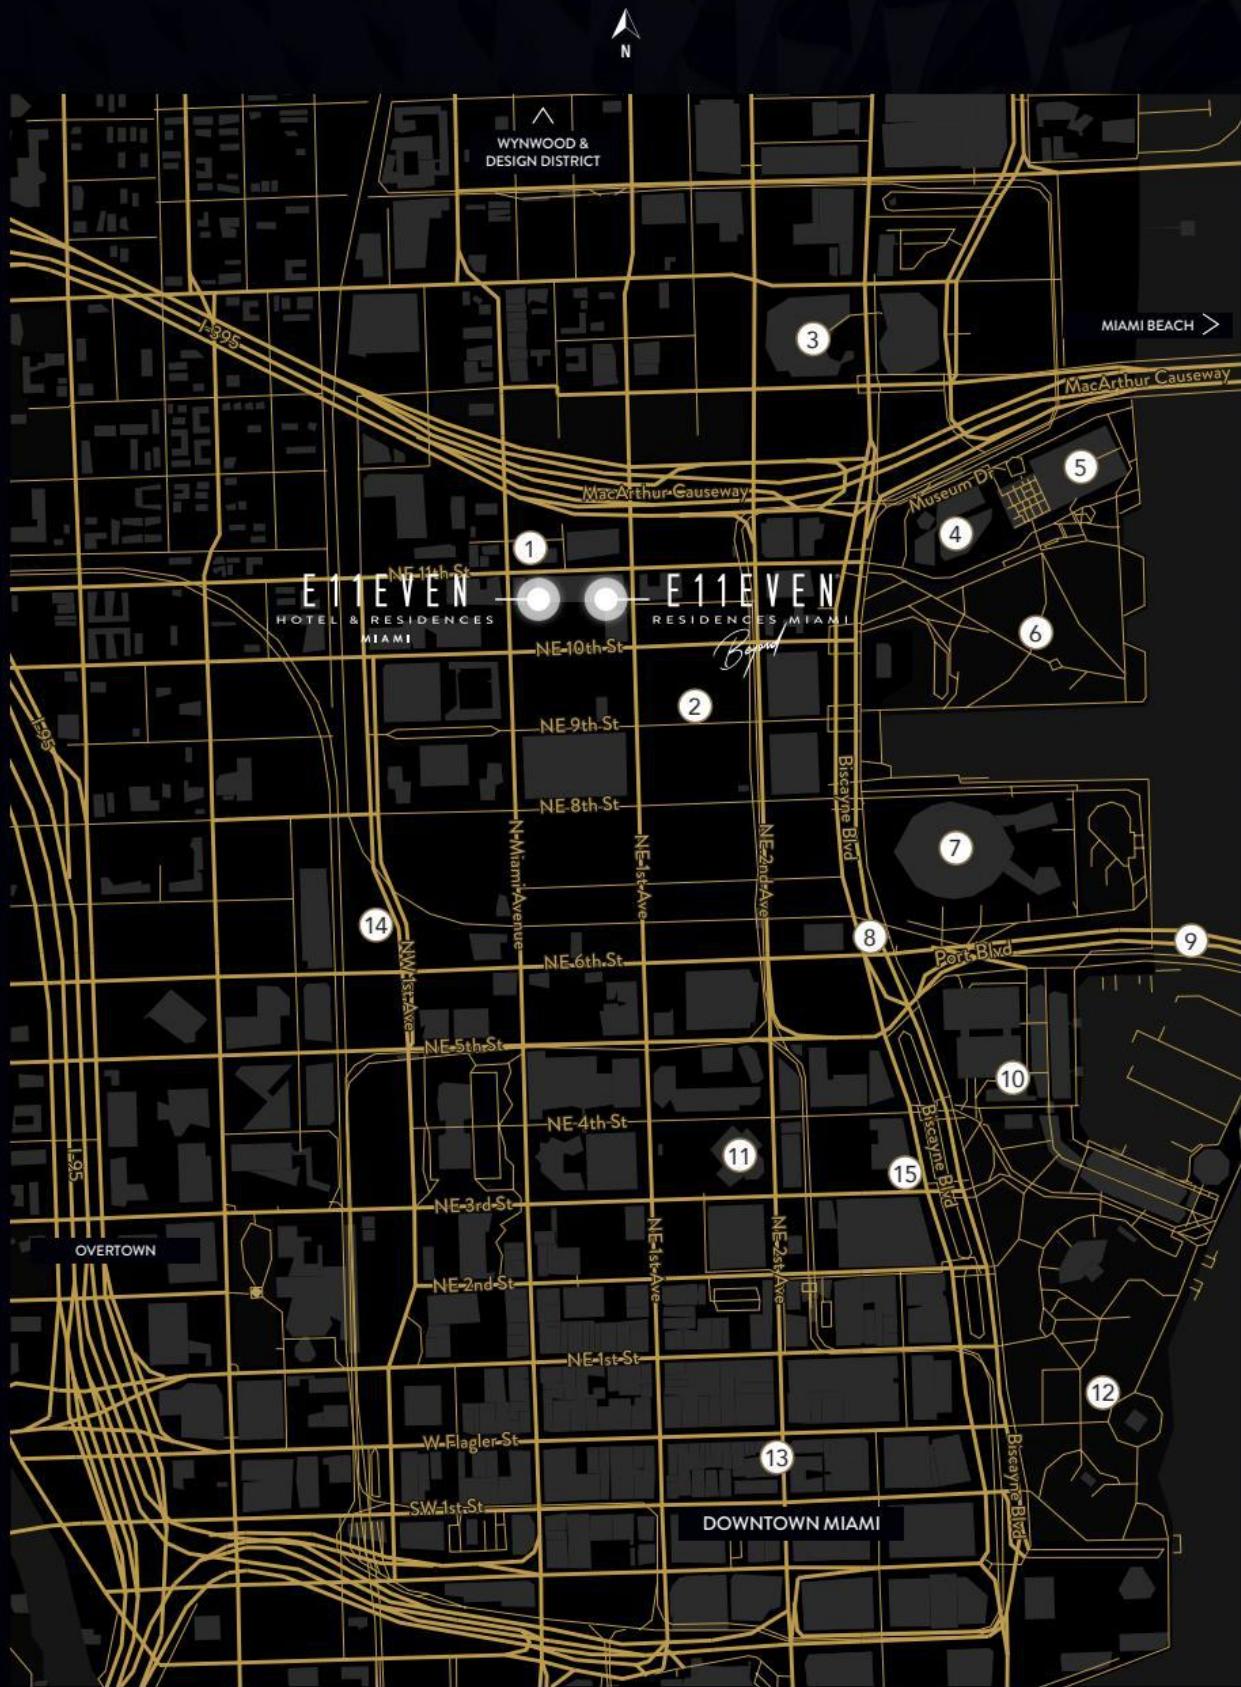 N
WYNWOOD &
DESIGN DISTRICT
I-395
3
MIAMI BEACH
MacArthur Causeway
5
MacArthur Causeway
Museum Dr
4
1
NE 11th St
E11EVEN
HOTEL & RESIDENCES
MIAMI
E11EVEN
RESIDENCES MIAMI
Beyond
6
NE 10th St
2
NE 9th St
I-95
Biscayne Blvd
NE 8th St
N Miami Avenue
NE 1st Ave
NE 2nd Ave
7
14
8
9
NW 1st Ave
NE 6th St
Port Blvd
NE 5th St
10
NE 4th St
Biscayne Blvd
11
15
I-95
NE 3rd St
OVERTOWN
NE 1st Ave
NE 2st Ave
NE 2nd St
NE 1st St
12
W Flagler St
13
Biscayne Blvd
SW 1st St
DOWNTOWN MIAMI